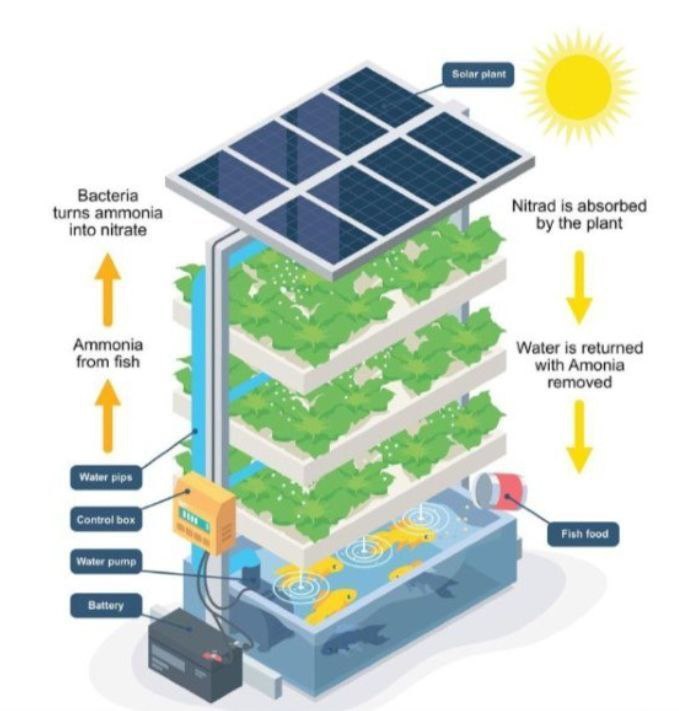 Solar plant
Bacteria
turns ammonia
into nitrate
Nitrad is absorbed
by the plant
Ammonia
from fish
Water is returned
with Amonia
removed
Water pips
Control box
Water pump
Battery
Fish food